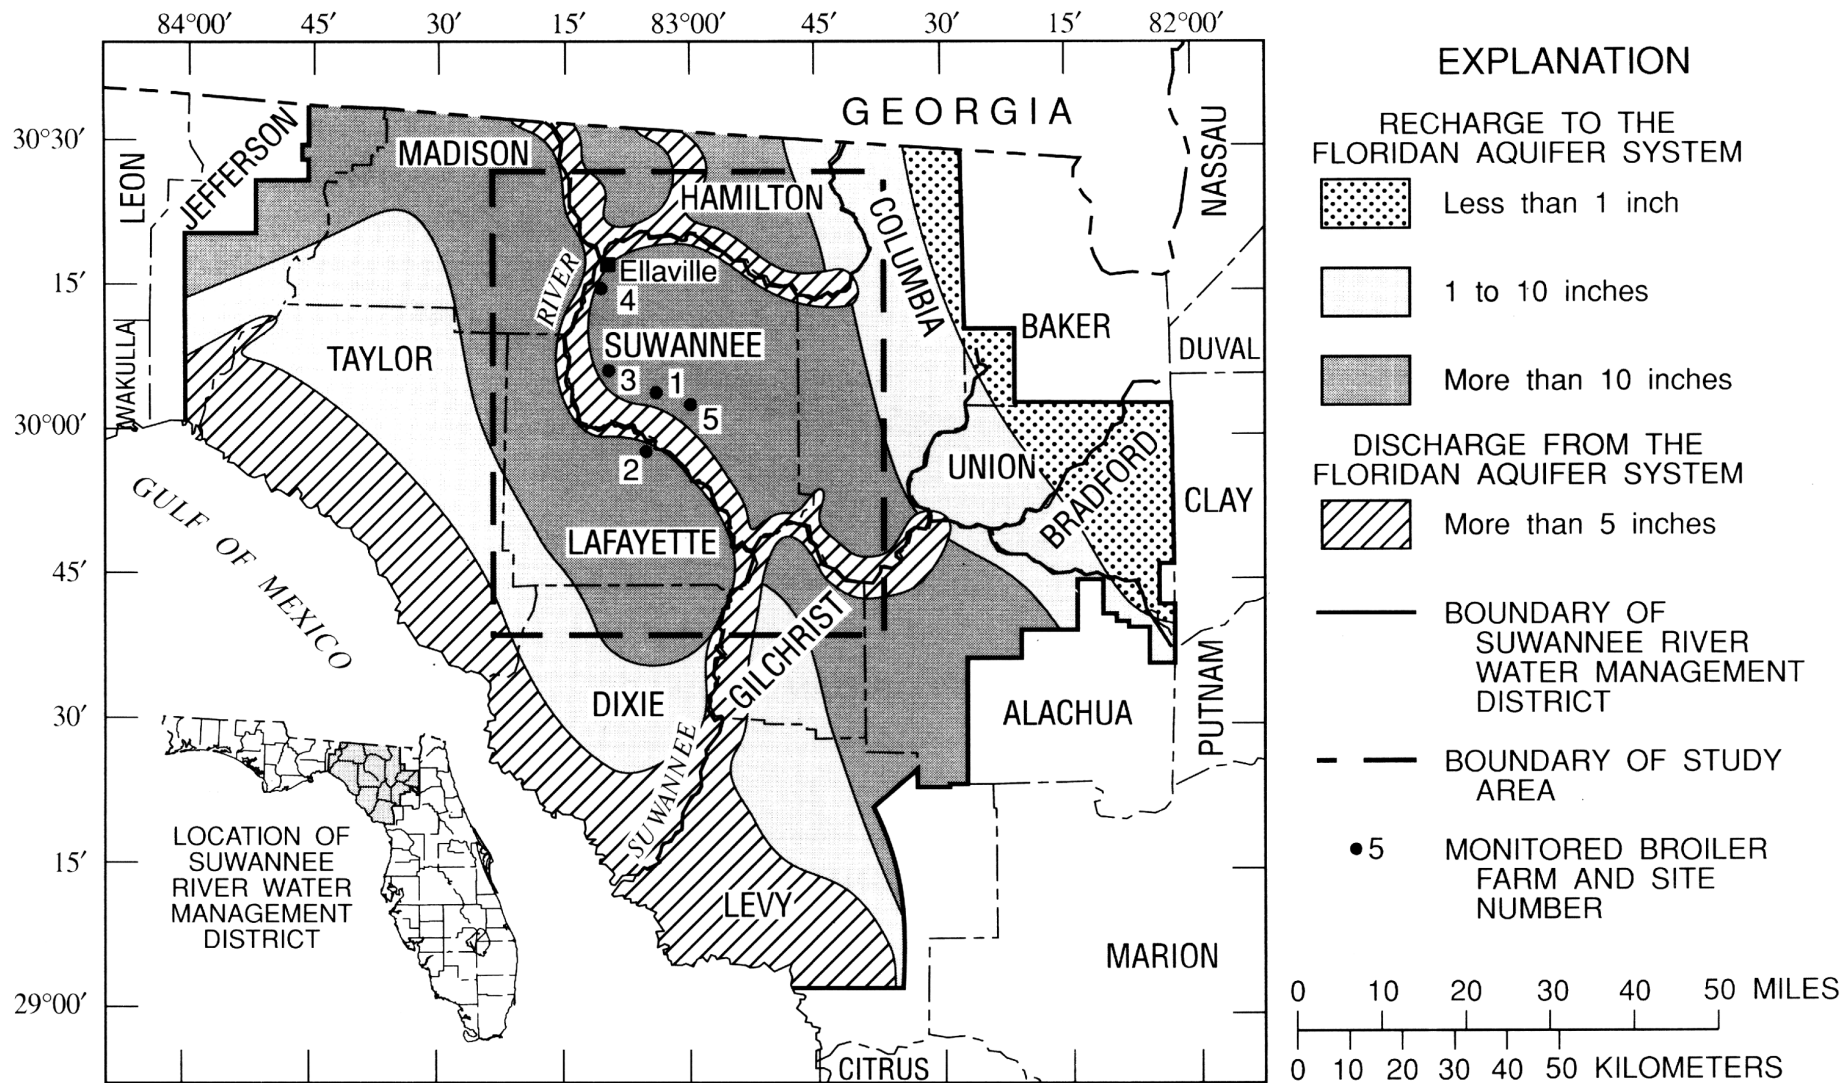 84°00′ 45′ 30′ 15′ 83°00′ 45′ 30′ 15′ 82°00′
30°30′
15′
30°00′
45′
30′
15′
29°00′
GEORGIA
LEON
JEFFERSON
MADISON
HAMILTON
COLUMBIA
NASSAU
WAKULLA
TAYLOR
RIVER
Ellaville
4
SUWANNEE
3
1
5
2
BAKER
DUVAL
UNION
BRADFORD
CLAY
LAFAYETTE
GULF OF MEXICO
DIXIE
GILCHRIST
SUWANNEE
ALACHUA
PUTNAM
LEVY
MARION
CITRUS
LOCATION OF
SUWANNEE
RIVER WATER
MANAGEMENT
DISTRICT
EXPLANATION
RECHARGE TO THE
FLORIDAN AQUIFER SYSTEM
Less than 1 inch
1 to 10 inches
More than 10 inches
DISCHARGE FROM THE
FLORIDAN AQUIFER SYSTEM
More than 5 inches
BOUNDARY OF
SUWANNEE RIVER
WATER MANAGEMENT
DISTRICT
BOUNDARY OF STUDY
AREA
5 MONITORED BROILER
FARM AND SITE
NUMBER
0 10 20 30 40 50 MILES
0 10 20 30 40 50 KILOMETERS